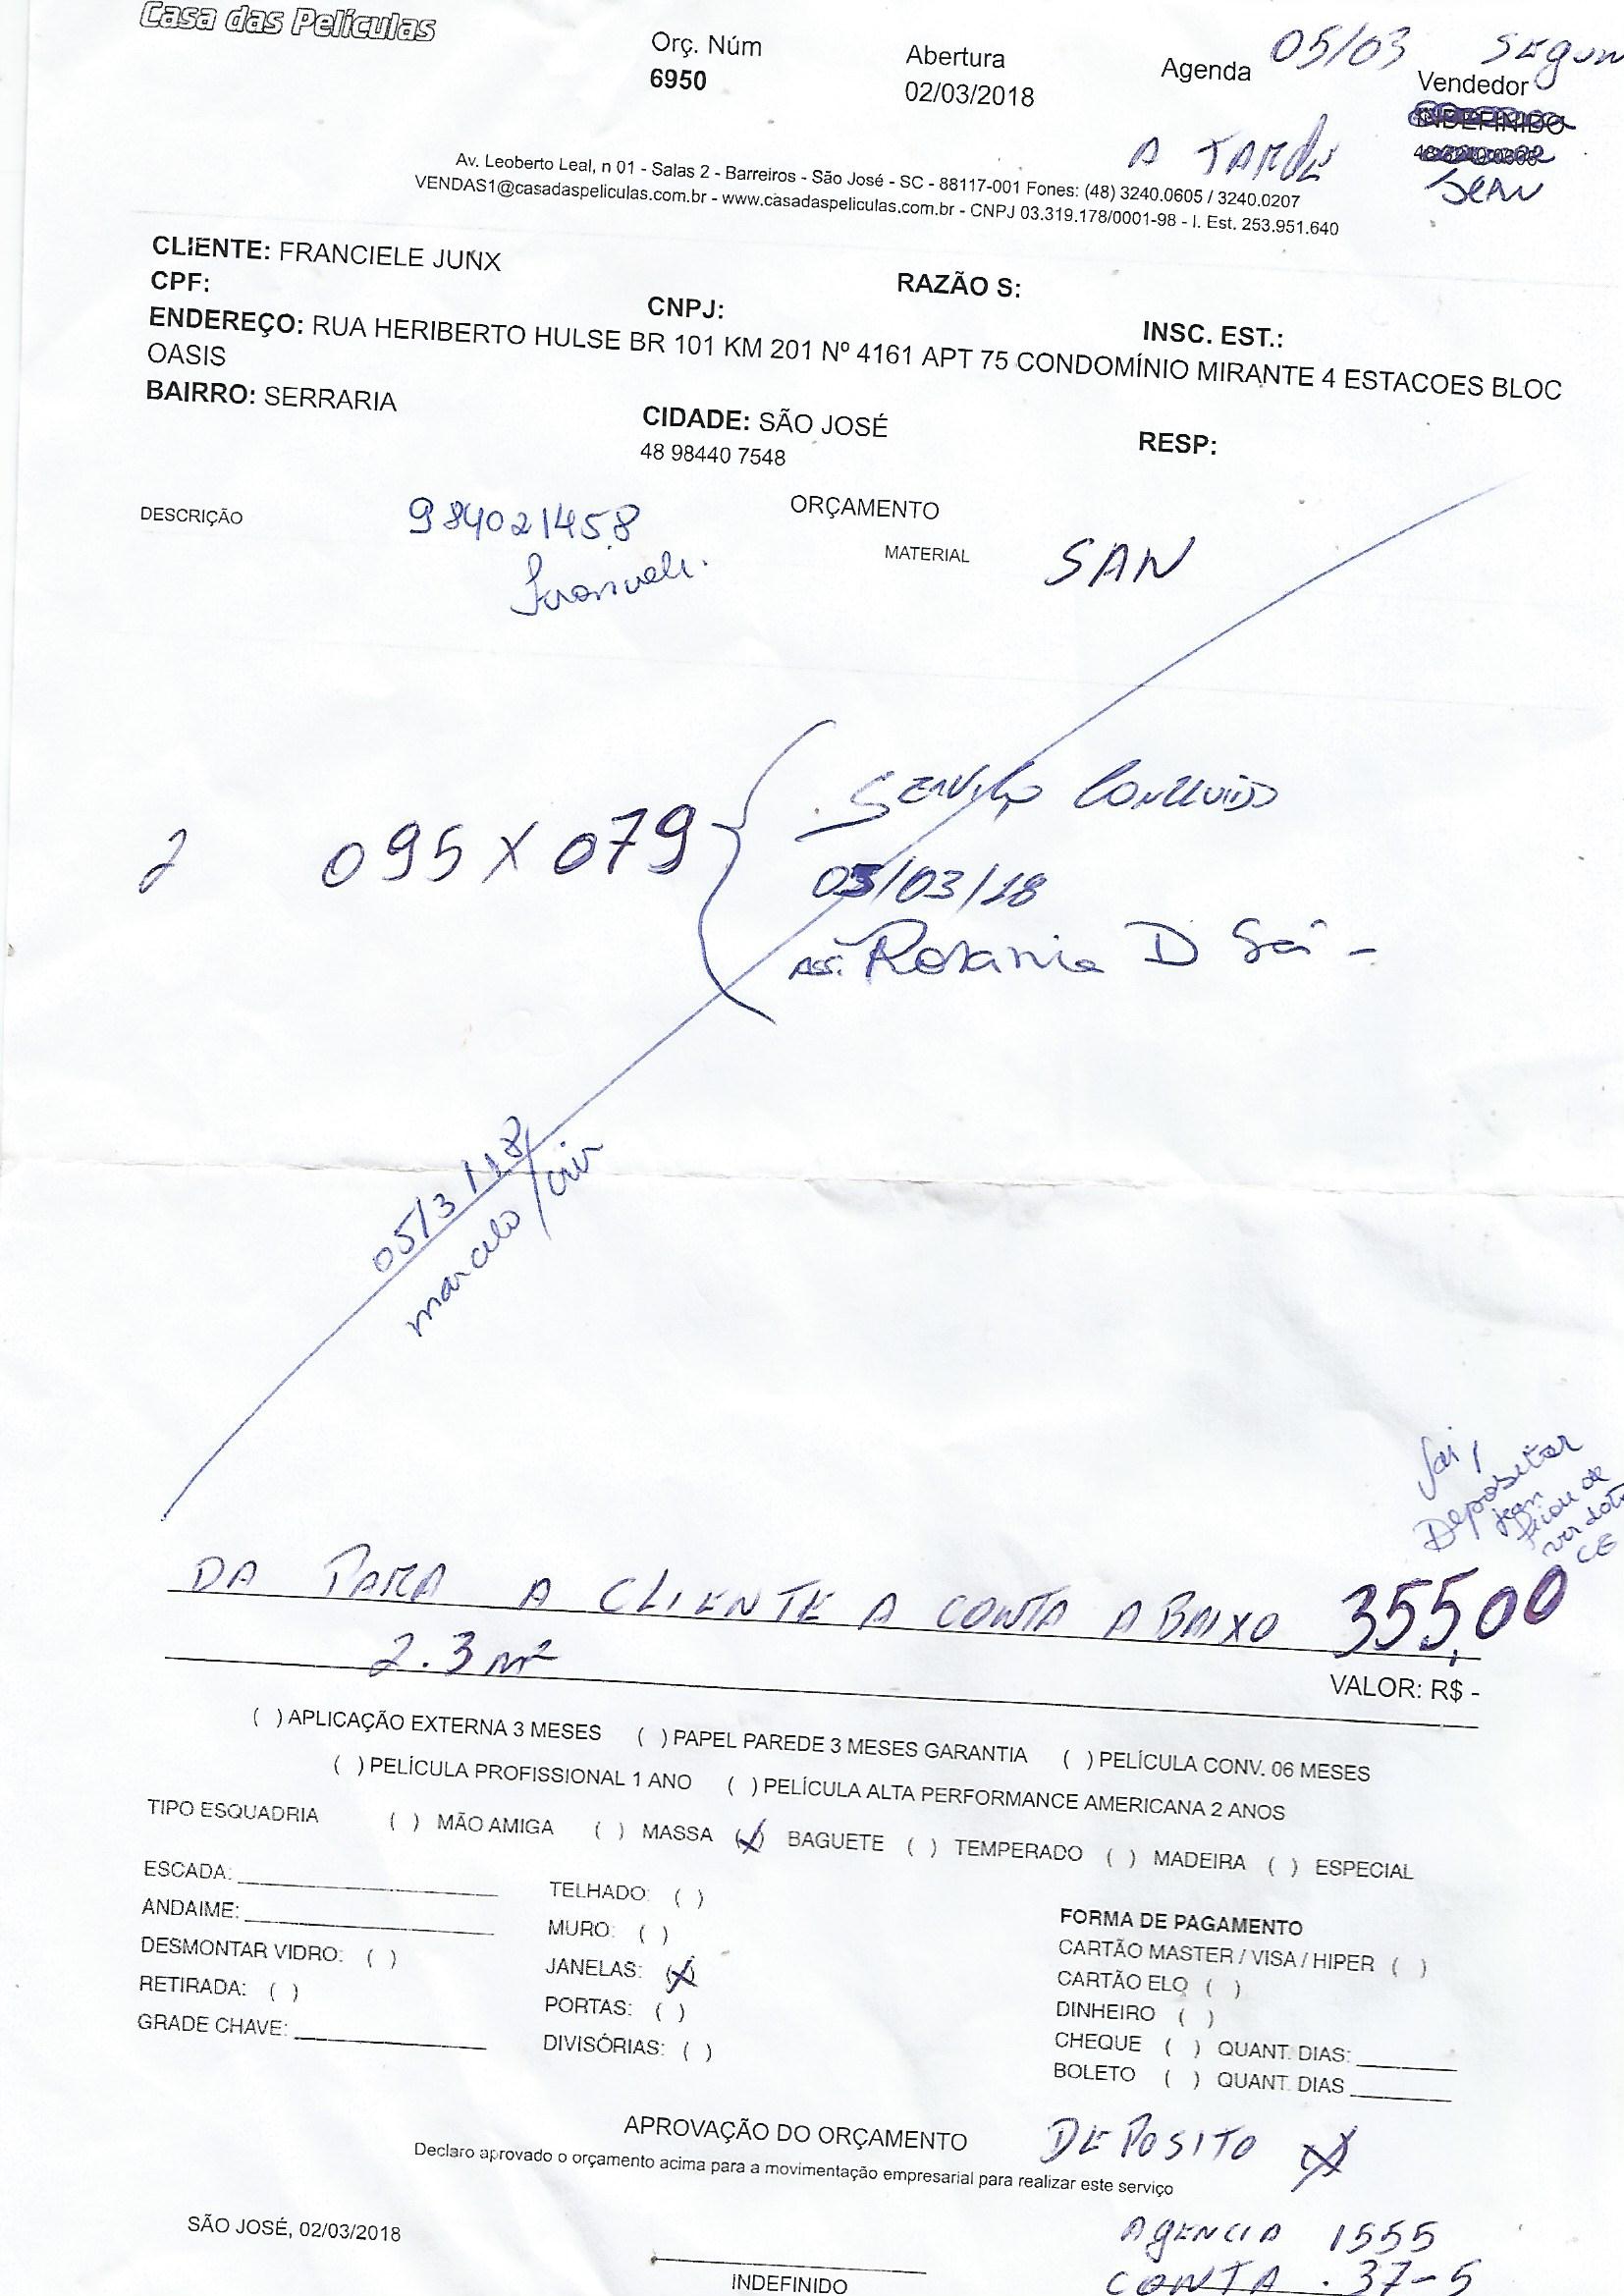 Casa das Películas
Orç. Núm
6950
Abertura
02/03/2018
Agenda 05/03 SEGUN
A TARDE
Vendedor
INDEFINIDO
Av. Leoberto Leal, n 01 - Salas 2 - Barreiros - São José - SC - 88117-001 Fones: (48) 3240.0605 / 3240.0207
VENDAS1@casadaspeliculas.com.br - www.casadaspeliculas.com.br - CNPJ 03.319.178/0001-98 - I. Est. 253.951.640
CLIENTE: FRANCIELE JUNX
RAZÃO S:
CPF:
CNPJ:
INSC. EST.:
ENDEREÇO: RUA HERIBERTO HULSE BR 101 KM 201 Nº 4161 APT 75 CONDOMÍNIO MIRANTE 4 ESTACOES BLOC
OASIS
BAIRRO: SERRARIA
CIDADE: SÃO JOSÉ
RESP:
48 98440 7548
DESCRIÇÃO
984021458
ORÇAMENTO
MATERIAL
SAN
2 095 X 079
SERVIÇO CONCLUIDO
05/03/18
ASS: Rosania D Sá -
05/3/18
marcelo /
Depositar
Jean
ficou de
DA PARA A CLIENTE A CONTA ABAIXO 355,00
2.3 m²
VALOR: R$ -
( ) APLICAÇÃO EXTERNA 3 MESES ( ) PAPEL PAREDE 3 MESES GARANTIA ( ) PELÍCULA CONV. 06 MESES
( ) PELÍCULA PROFISSIONAL 1 ANO ( ) PELÍCULA ALTA PERFORMANCE AMERICANA 2 ANOS
TIPO ESQUADRIA ( ) MÃO AMIGA ( ) MASSA (X) BAGUETE ( ) TEMPERADO ( ) MADEIRA ( ) ESPECIAL
ESCADA:
TELHADO: ( )
ANDAIME:
MURO: ( )
DESMONTAR VIDRO: ( )
JANELAS: (X)
RETIRADA: ( )
PORTAS: ( )
GRADE CHAVE:
DIVISÓRIAS: ( )
FORMA DE PAGAMENTO
CARTÃO MASTER / VISA / HIPER ( )
CARTÃO ELO ( )
DINHEIRO ( )
CHEQUE ( ) QUANT. DIAS:
BOLETO ( ) QUANT. DIAS
APROVAÇÃO DO ORÇAMENTO
DEPOSITO X
Declaro aprovado o orçamento acima para a movimentação empresarial para realizar este serviço
SÃO JOSÉ, 02/03/2018
AGENCIA 1555
CONTA . 37-5
INDEFINIDO